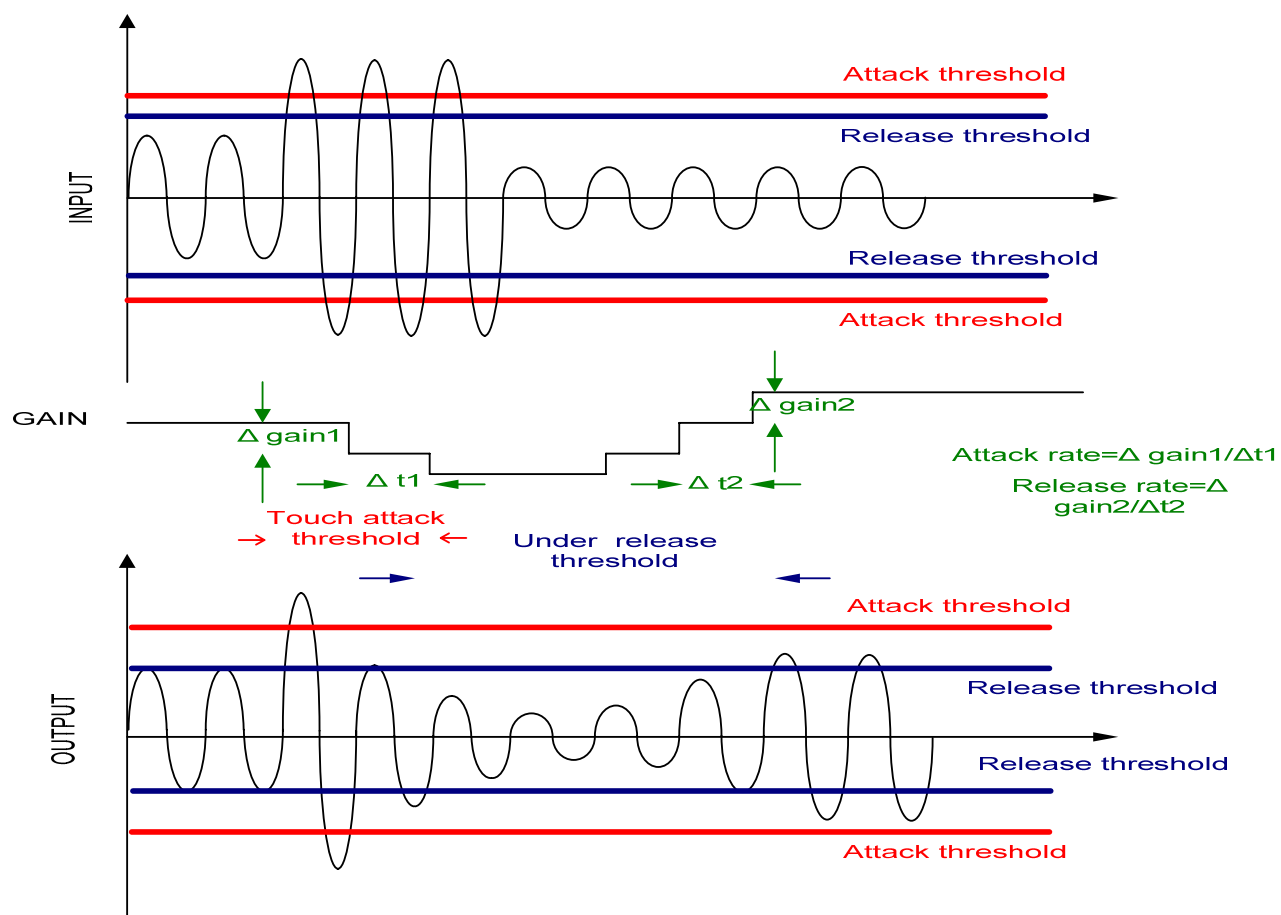 Attack threshold
Release threshold
INPUT
Release threshold
Attack threshold
GAIN
Δ gain1
Δ gain2
Δ t1
Δ t2
Attack rate=Δ gain1/Δt1
Release rate=Δ
gain2/Δt2
Touch attack
threshold
Under release
threshold
Attack threshold
Release threshold
OUTPUT
Release threshold
Attack threshold